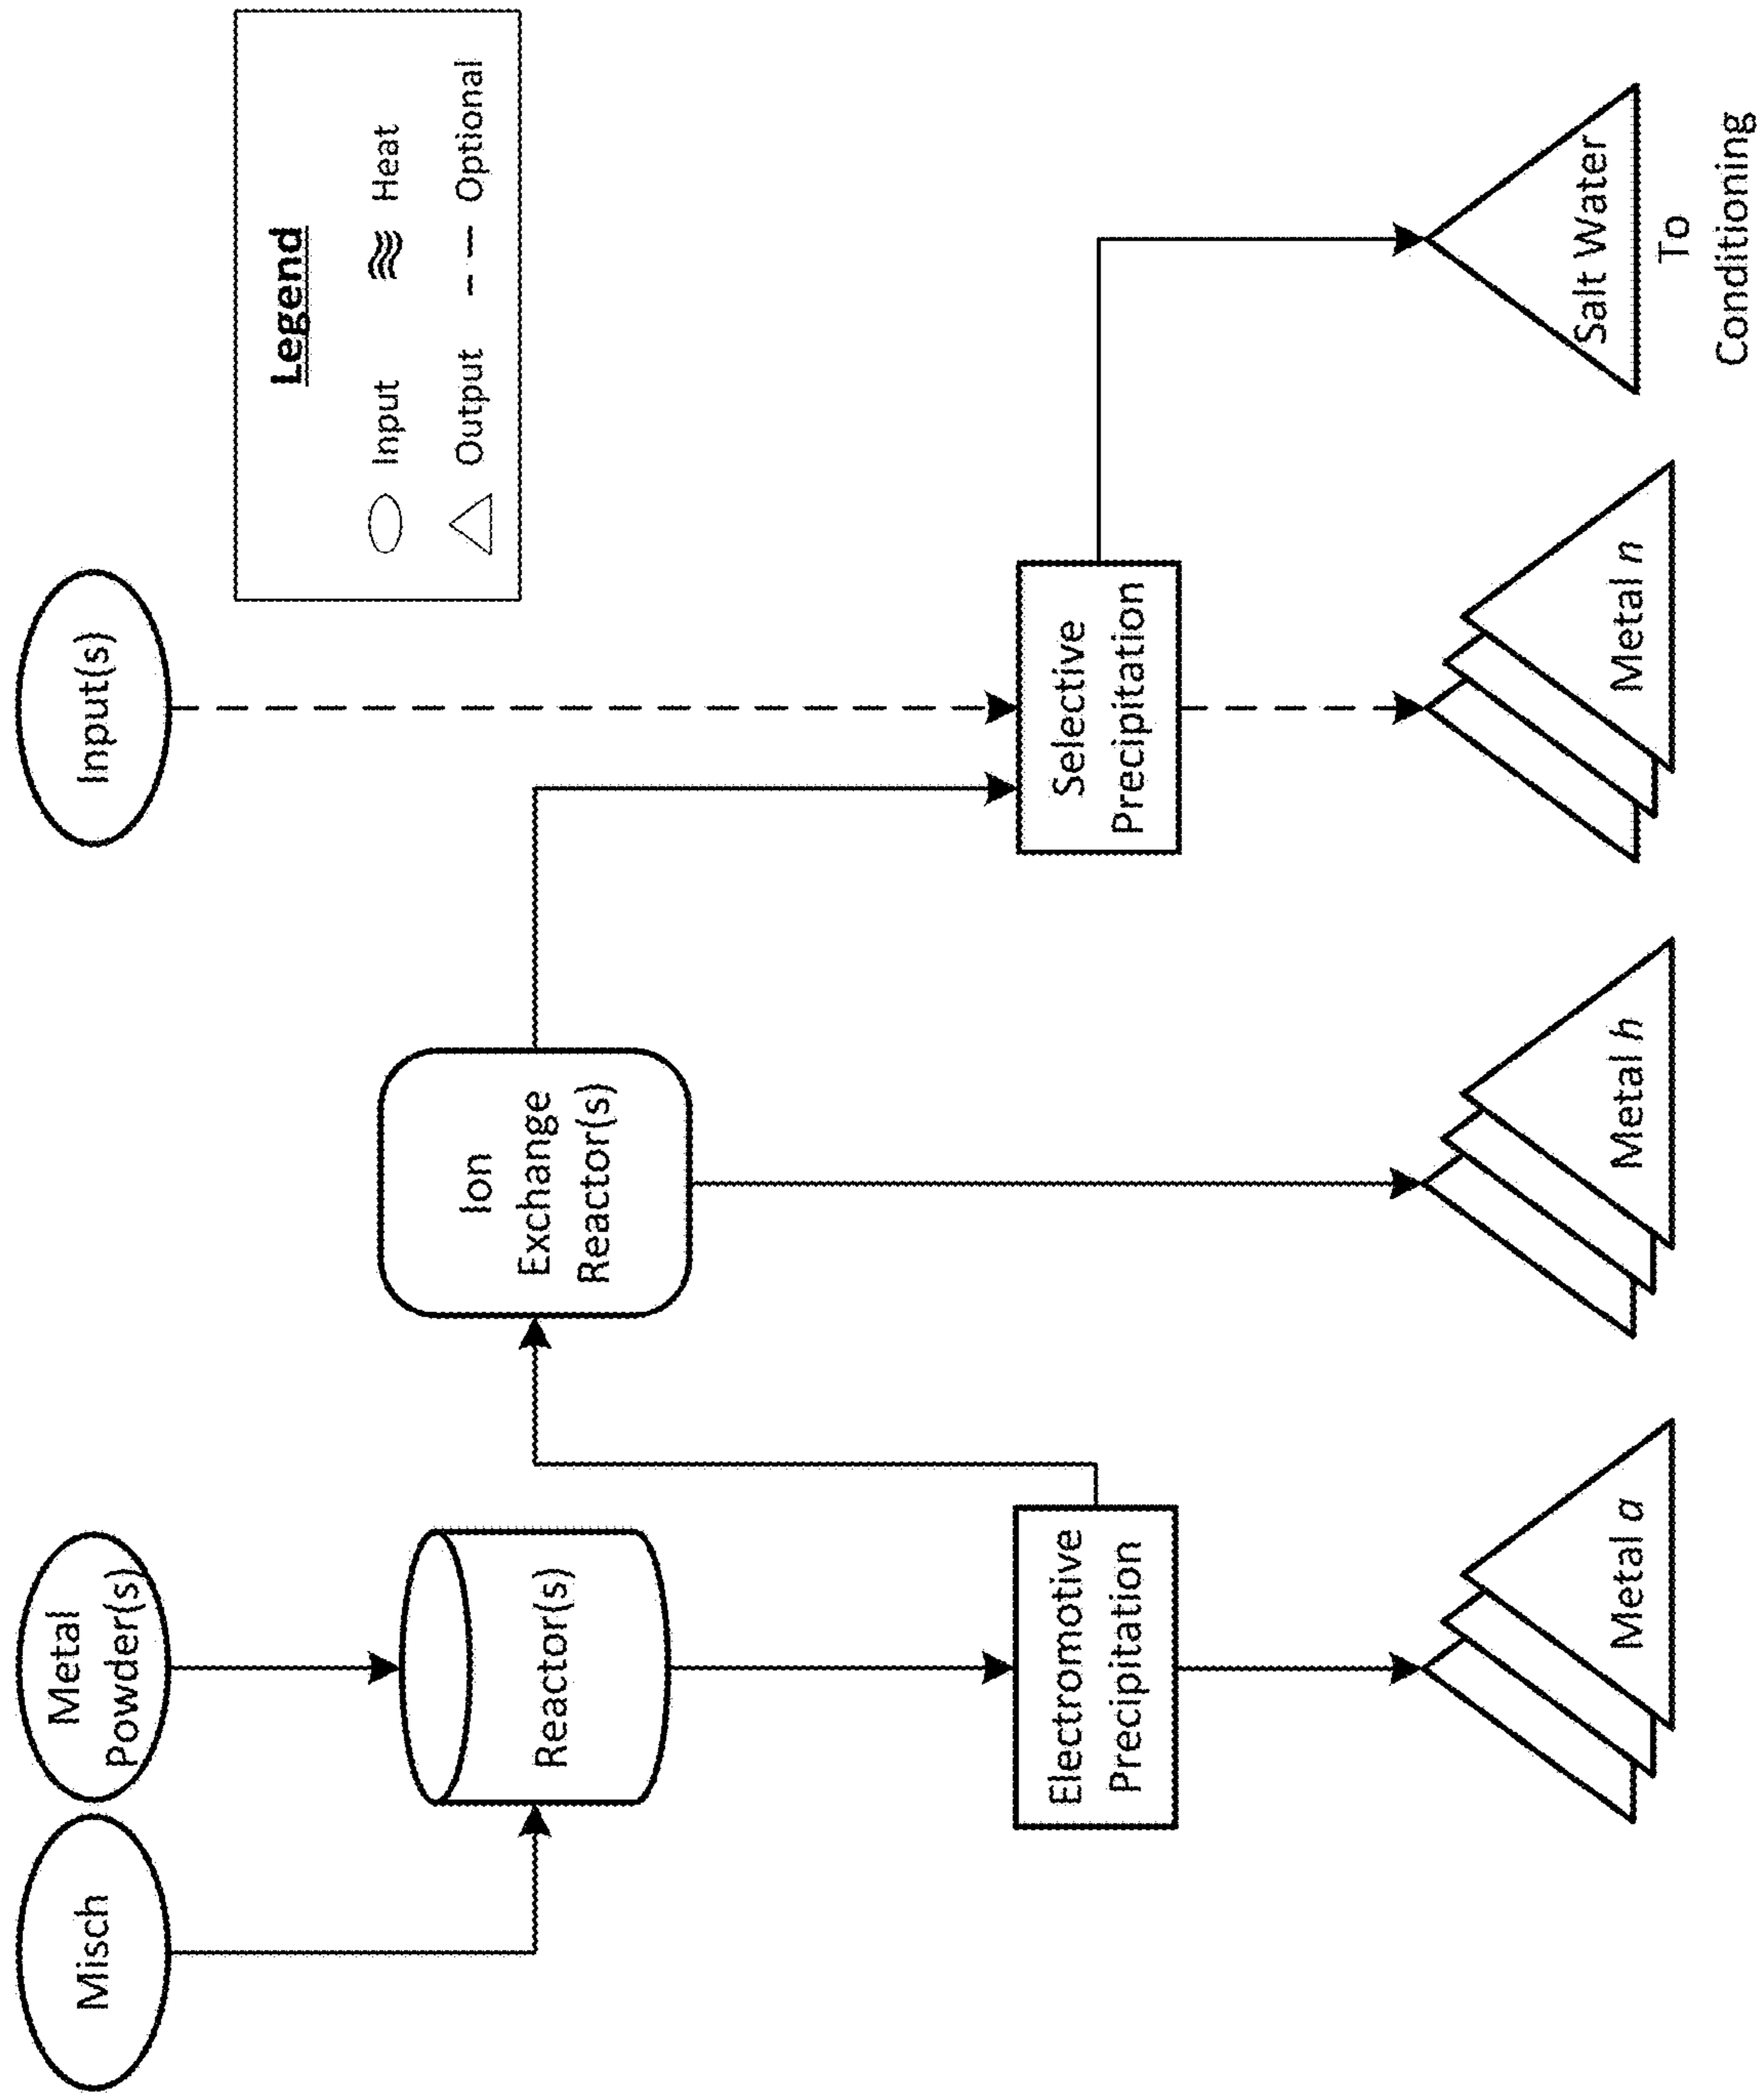 Misch
Metal
Powder(s)
Input(s)
Legend
Input
Heat
Output
Optional
Reactor(s)
Ion
Exchange
Reactor(s)
Electromotive
Precipitation
Selective
Precipitation
Metal a
Metal h
Metal n
Salt Water
To
Conditioning